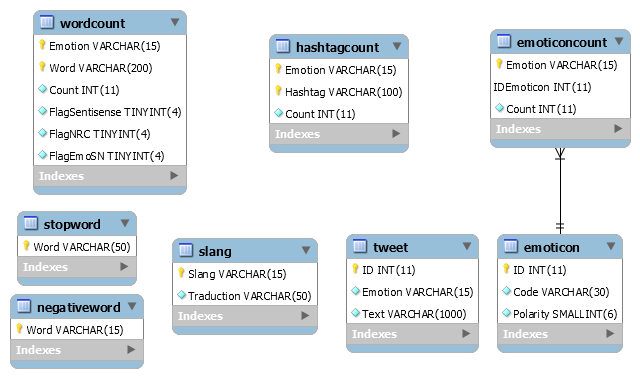 wordcount
Emotion VARCHAR(15)
Word VARCHAR(200)
Count INT(11)
FlagSentisense TINYINT(4)
FlagNRC TINYINT(4)
FlagEmoSN TINYINT(4)
Indexes
hashtagcount
Emotion VARCHAR(15)
Hashtag VARCHAR(100)
Count INT(11)
Indexes
emoticoncount
Emotion VARCHAR(15)
IDEmoticon INT(11)
Count INT(11)
Indexes
stopword
Word VARCHAR(50)
Indexes
negativeword
Word VARCHAR(15)
Indexes
slang
Slang VARCHAR(15)
Traduction VARCHAR(50)
Indexes
tweet
ID INT(11)
Emotion VARCHAR(15)
Text VARCHAR(1000)
Indexes
emoticon
ID INT(11)
Code VARCHAR(30)
Polarity SMALLINT(6)
Indexes